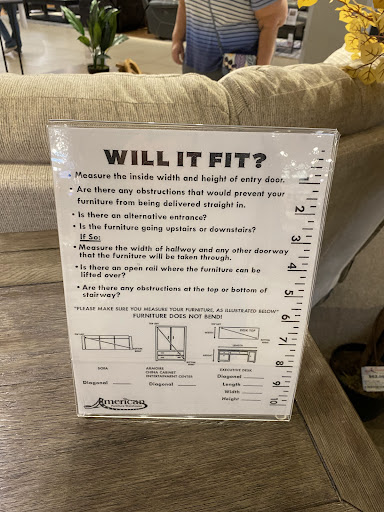 WILL IT FIT?
• Measure the inside width and height of entry door.
• Are there any obstructions that would prevent your
furniture from being delivered straight in.
• Is there an alternative entrance?
• Is the furniture going upstairs or downstairs?
If So:
• Measure the width of hallway and any other doorway
that the furniture will be taken through.
• Is there an open rail where the furniture can be
lifted over?
• Are there any obstructions at the top or bottom of
stairway?
"PLEASE MAKE SURE YOU MEASURE YOUR FURNITURE, AS ILLUSTRATED BELOW"
FURNITURE DOES NOT BEND!
SOFA
Diagonal
ARMOIRE
CHINA CABINET
ENTERTAINMENT CENTER
Diagonal
EXECUTIVE DESK
Diagonal
Length
Width
Height
American
2
3
4
5
6
7
8
9
10